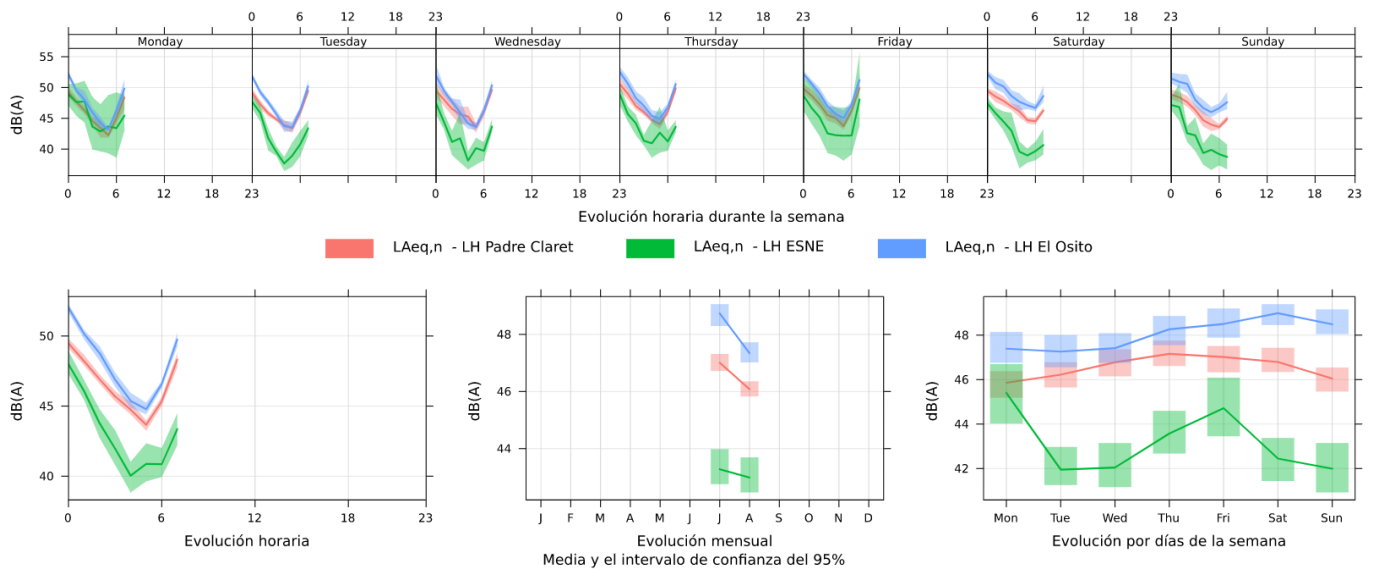 0 6 12 18 23 0 6 12 18 23 0 6 12 18 23
Monday Tuesday Wednesday Thursday Friday Saturday Sunday
55
50
45
40
dB(A)
0 6 12 18 23 0 6 12 18 23 0 6 12 18 23 0 6 12 18 23
Evolución horaria durante la semana
LAeq,n - LH Padre Claret LAeq,n - LH ESNE LAeq,n - LH El Osito
50
45
40
dB(A)
0 6 12 18 23
Evolución horaria
48
46
44
dB(A)
J F M A M J J A S O N D
Evolución mensual
48
46
44
42
dB(A)
Mon Tue Wed Thu Fri Sat Sun
Evolución por días de la semana
Media y el intervalo de confianza del 95%